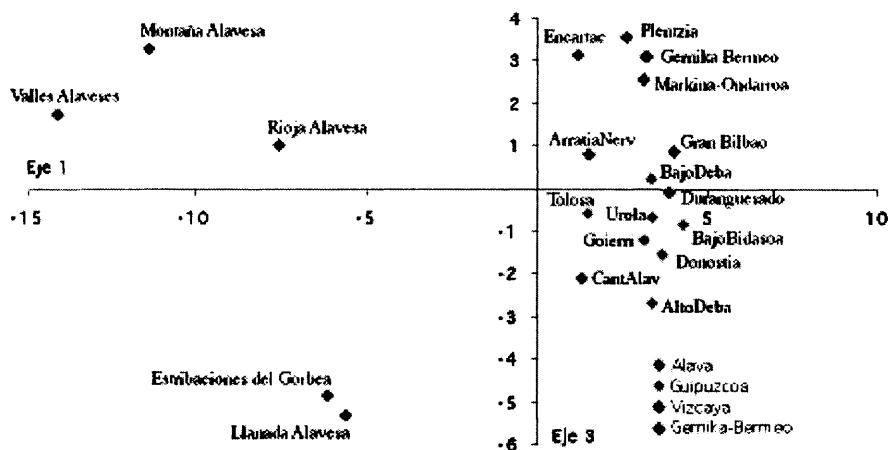 Montaña Alavesa
Valles Alaveses
Rioja Alavesa
Eje 1
Encartac
Plentzia
Gernika Bermeo
Markina-Ondarroa
ArratiaNerv
Gran Bilbao
BajoDeba
Duranguesado
Tolosa
Urola
BajoBidasoa
Goierri
Donostia
CantAlav
AltoDeba
Estribaciones del Gorbea
Llanada Alavesa
Eje 3
4
3
2
1
-15
-10
-5
5
10
-1
-2
-3
-4
-5
-6
Alava
Guipuzcoa
Vizcaya
Gernika-Bermeo